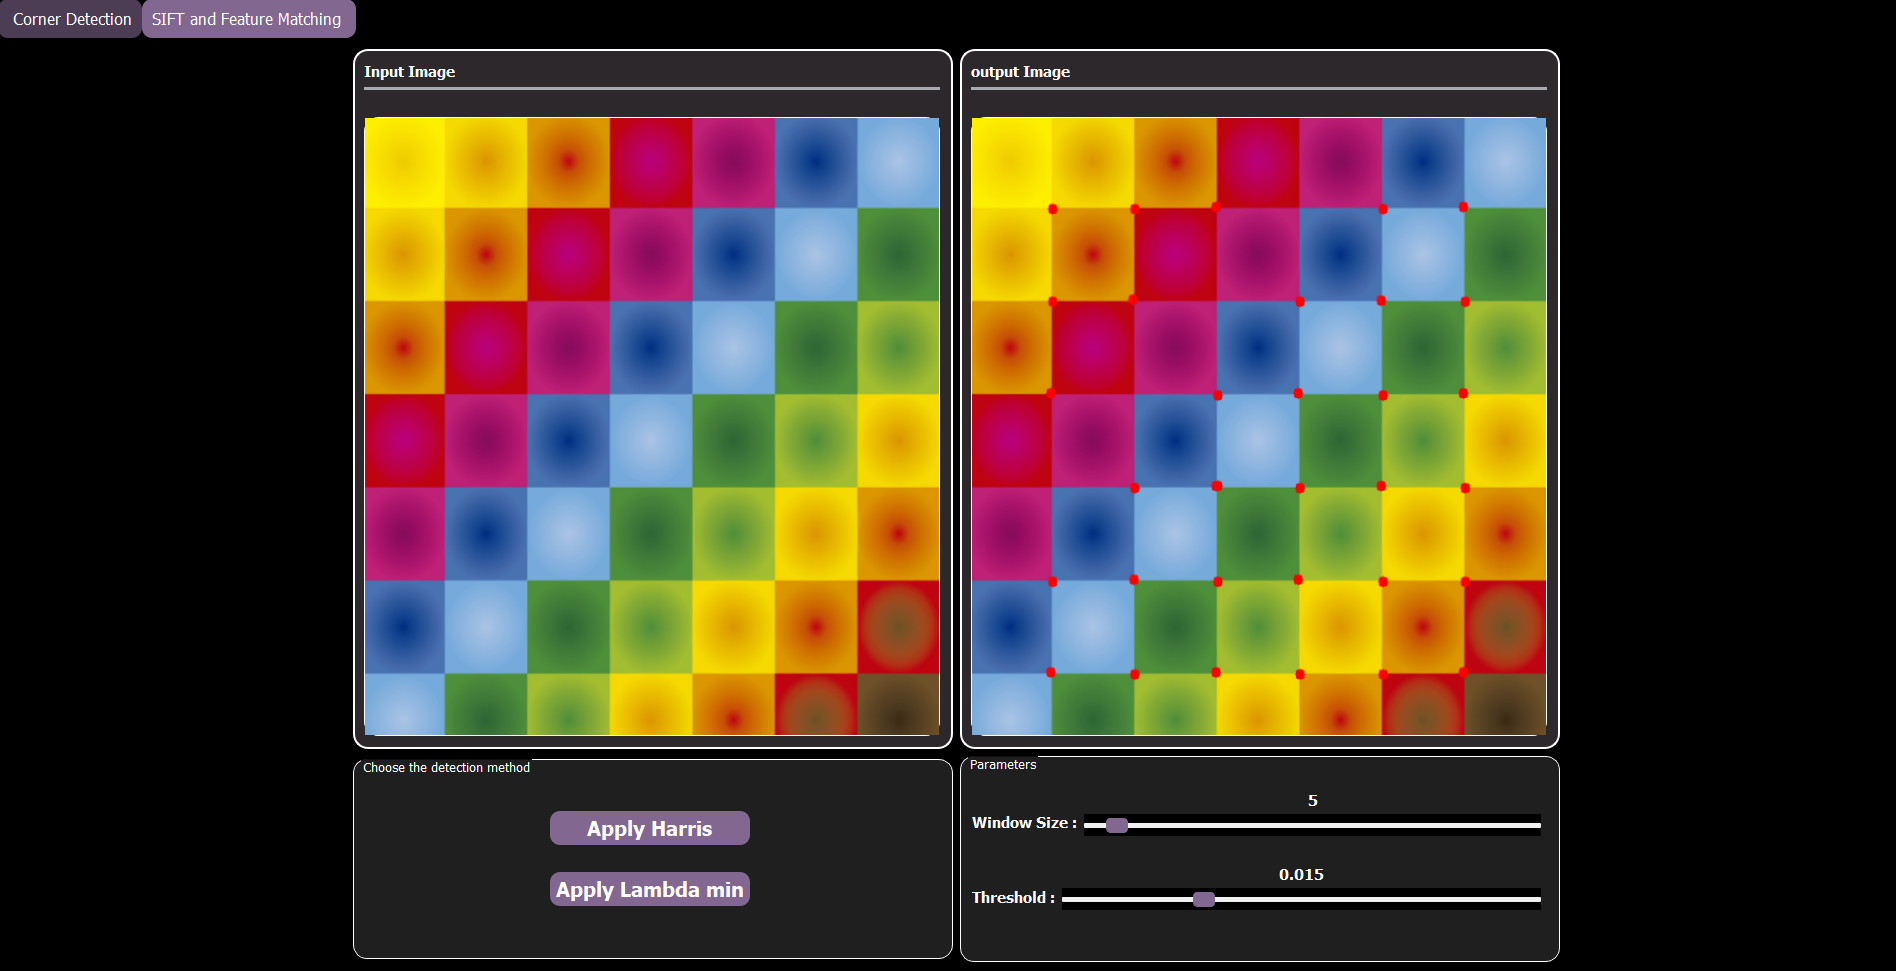 Corner Detection
SIFT and Feature Matching
Input Image
output Image
Choose the detection method
Apply Harris
Apply Lambda min
Parameters
5
Window Size :
0.015
Threshold :